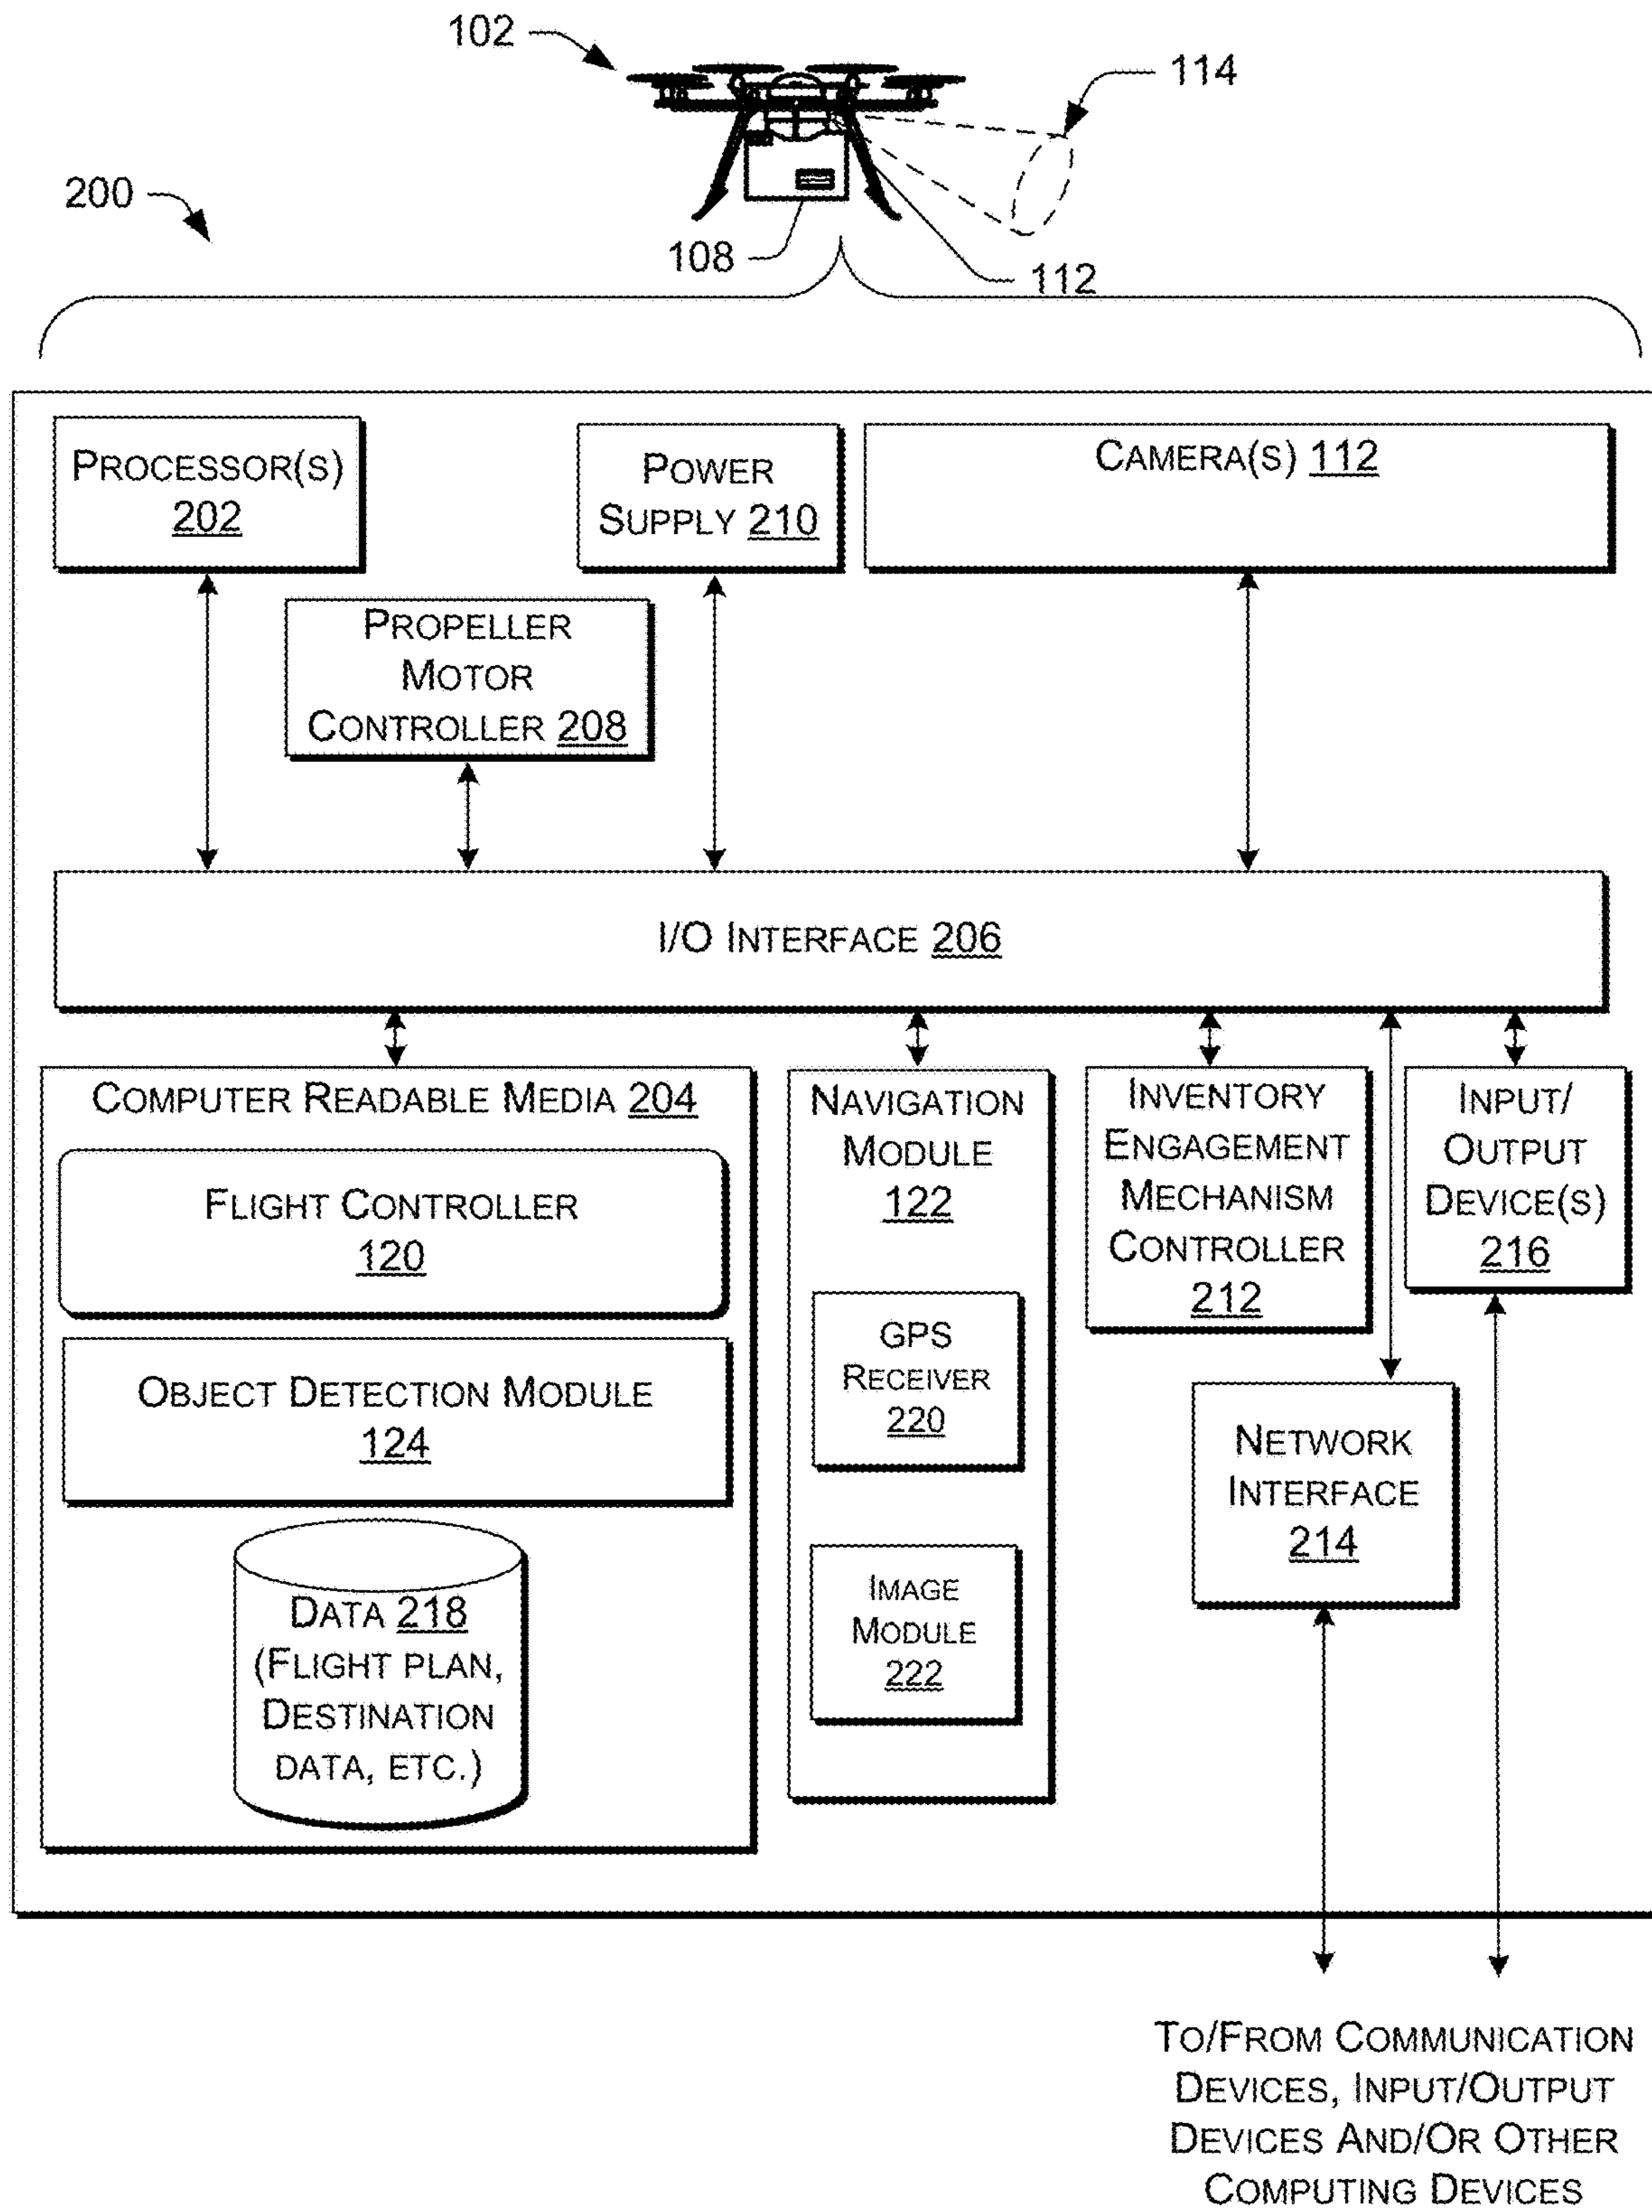 102
114
200
108
112
PROCESSOR(S)
202
POWER
SUPPLY 210
CAMERA(S) 112
PROPELLER
MOTOR
CONTROLLER 208
I/O INTERFACE 206
COMPUTER READABLE MEDIA 204
FLIGHT CONTROLLER
120
OBJECT DETECTION MODULE
124
DATA 218
(FLIGHT PLAN,
DESTINATION
DATA, ETC.)
NAVIGATION
MODULE
122
GPS
RECEIVER
220
IMAGE
MODULE
222
INVENTORY
ENGAGEMENT
MECHANISM
CONTROLLER
212
INPUT/
OUTPUT
DEVICE(S)
216
NETWORK
INTERFACE
214
TO/FROM COMMUNICATION
DEVICES, INPUT/OUTPUT
DEVICES AND/OR OTHER
COMPUTING DEVICES